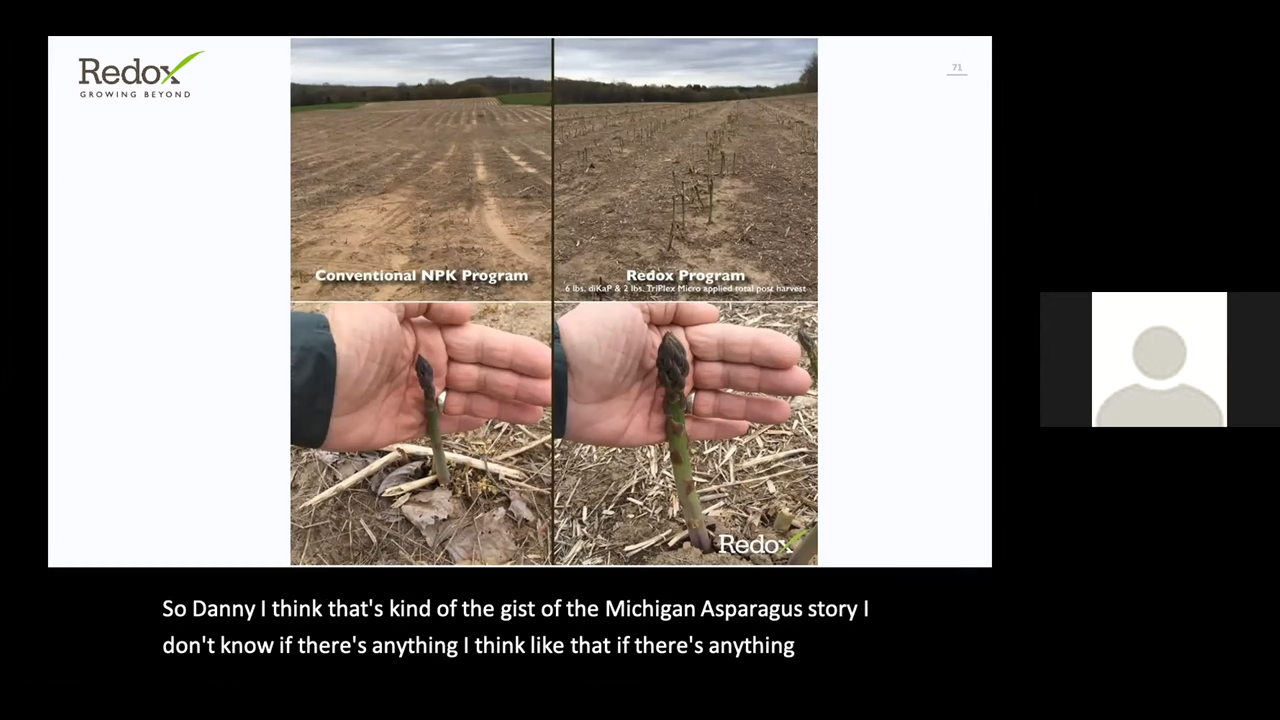 Redox
GROWING BEYOND
71
Conventional NPK Program
Redox Program
6 lbs. diKaP & 2 lbs. TriPlex Micro applied total post harvest
Redox
So Danny I think that's kind of the gist of the Michigan Asparagus story I
don't know if there's anything I think like that if there's anything